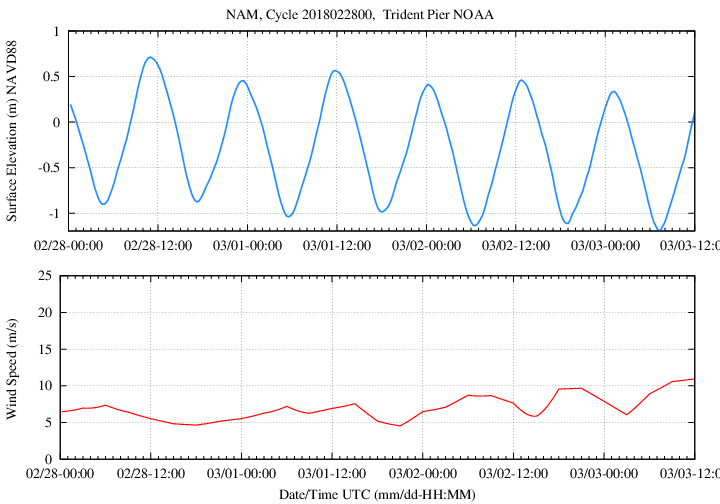 NAM, Cycle 2018022800,  Trident Pier NOAA
Surface Elevation (m) NAVD88
1
0.5
0
-0.5
-1
02/28-00:00 02/28-12:00 03/01-00:00 03/01-12:00 03/02-00:00 03/02-12:00 03/03-00:00 03/03-12:0
Wind Speed (m/s)
25
20
15
10
5
0
02/28-00:00 02/28-12:00 03/01-00:00 03/01-12:00 03/02-00:00 03/02-12:00 03/03-00:00 03/03-12:0
Date/Time UTC (mm/dd-HH:MM)